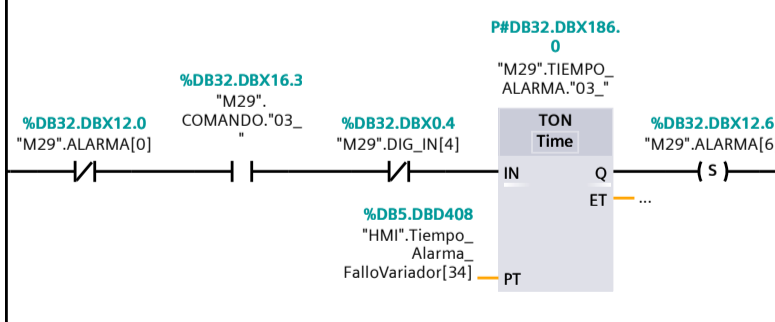 P#DB32.DBX186.
0
"M29".TIEMPO_
ALARMA."03_"
%DB32.DBX16.3
"M29".
COMANDO."03_
"
%DB32.DBX12.0
"M29".ALARMA[0]
%DB32.DBX0.4
"M29".DIG_IN[4]
TON
Time
%DB32.DBX12.6
"M29".ALARMA[6
IN
Q
S
ET
...
%DB5.DBD408
"HMI".Tiempo_
Alarma_
FalloVariador[34]
PT